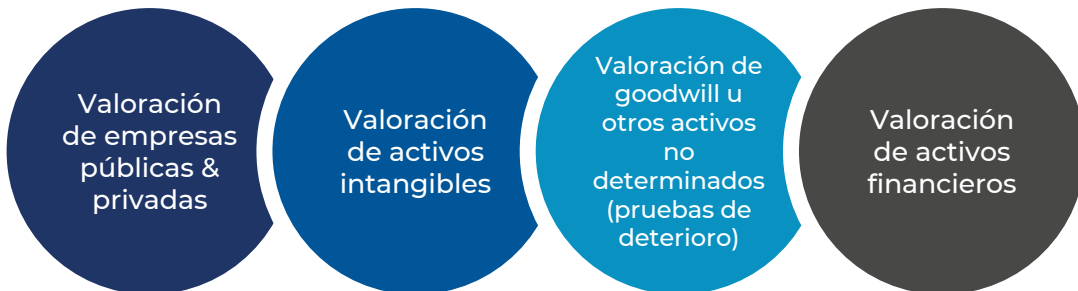 Valoración
de empresas
públicas &
privadas
Valoración
de activos
intangibles
Valoración de
goodwill u
otros activos
no
determinados
(pruebas de
deterioro)
Valoración
de activos
financieros